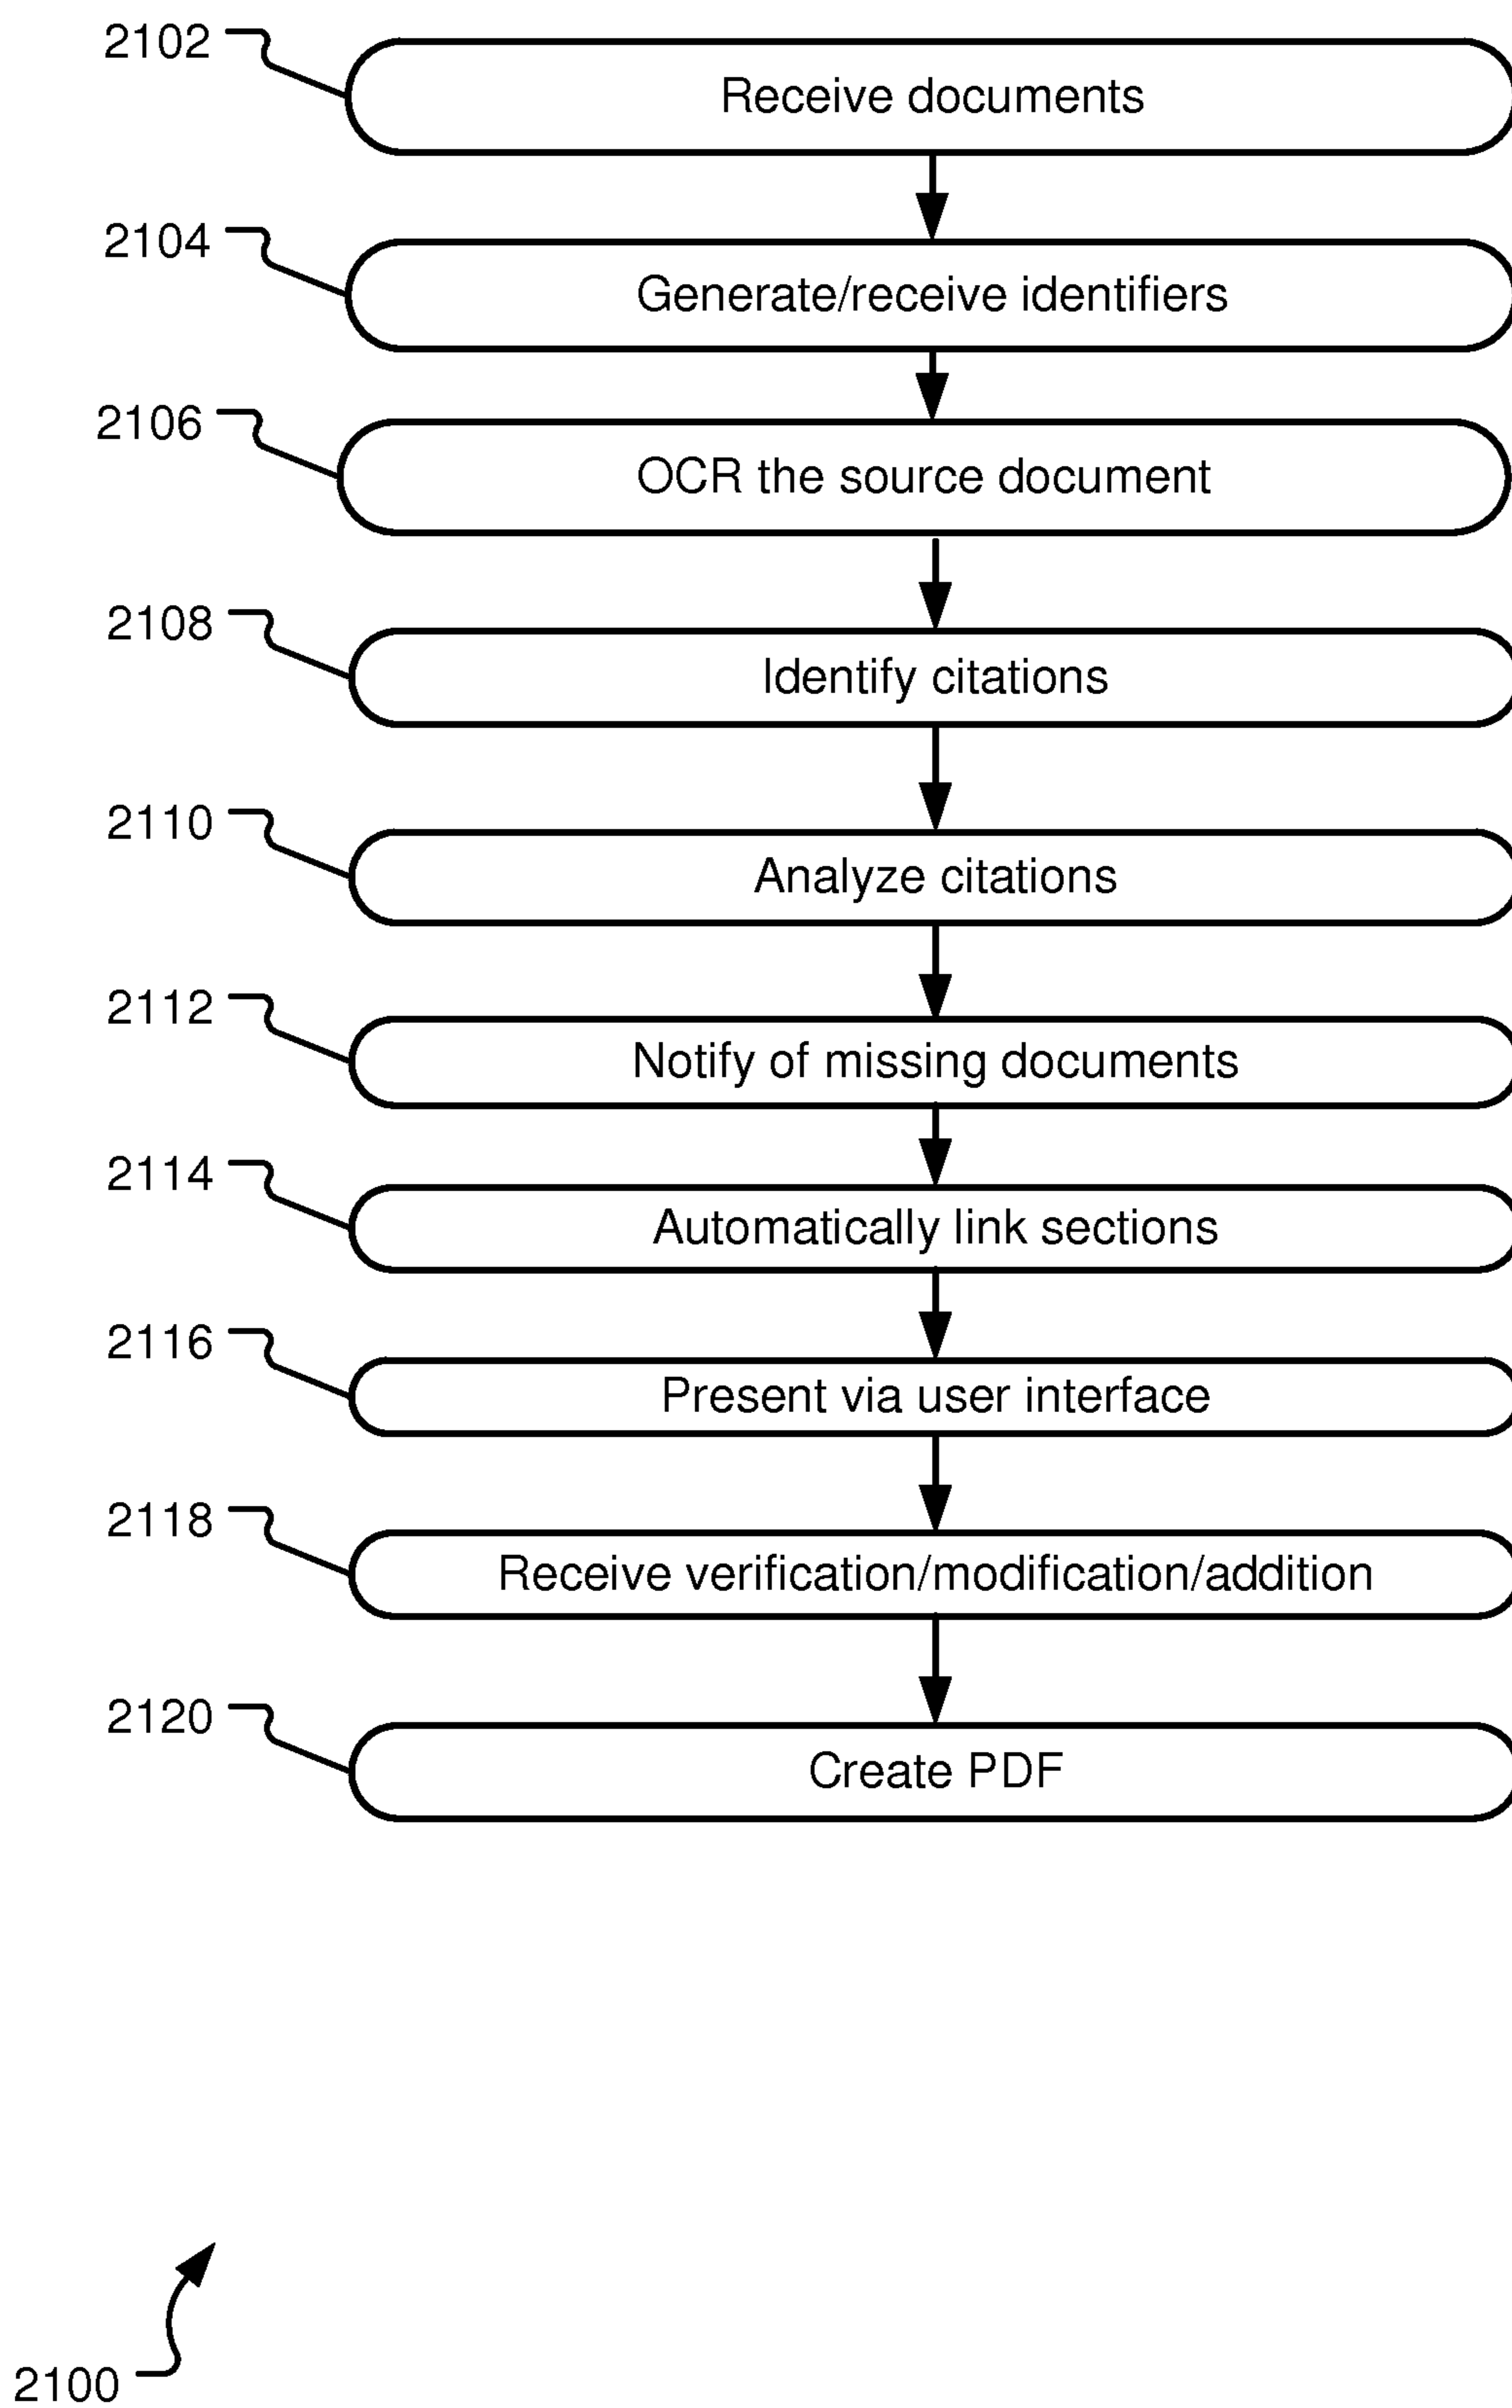 2102
Receive documents
2104
Generate/receive identifiers
2106
OCR the source document
2108
Identify citations
2110
Analyze citations
2112
Notify of missing documents
2114
Automatically link sections
2116
Present via user interface
2118
Receive verification/modification/addition
2120
Create PDF
2100